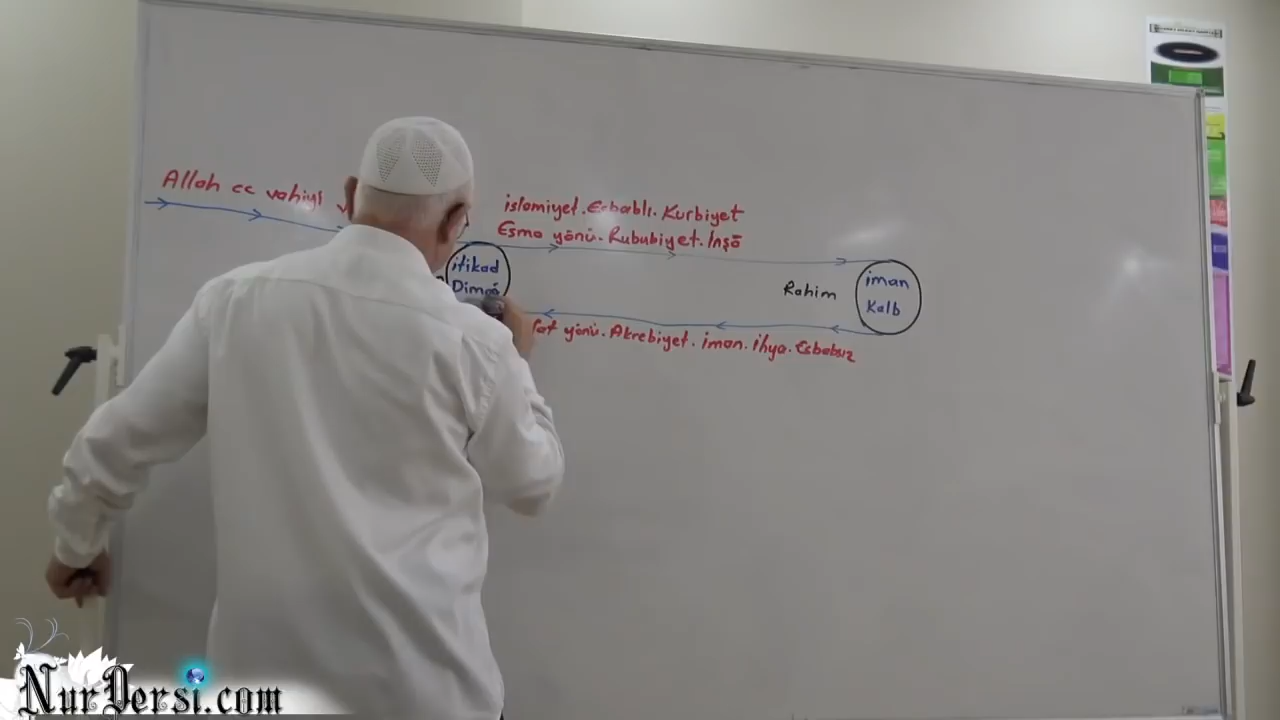 Allah cc vahiyi
islamiyet. Esbablı. Kurbiyet
Esma yönü. Rububiyet. İnşâ
itikad
Dimağ
Rahim
iman
Kalb
yönü. Akrebiyet. iman. ihya. Esbabsız
NurDersi.com